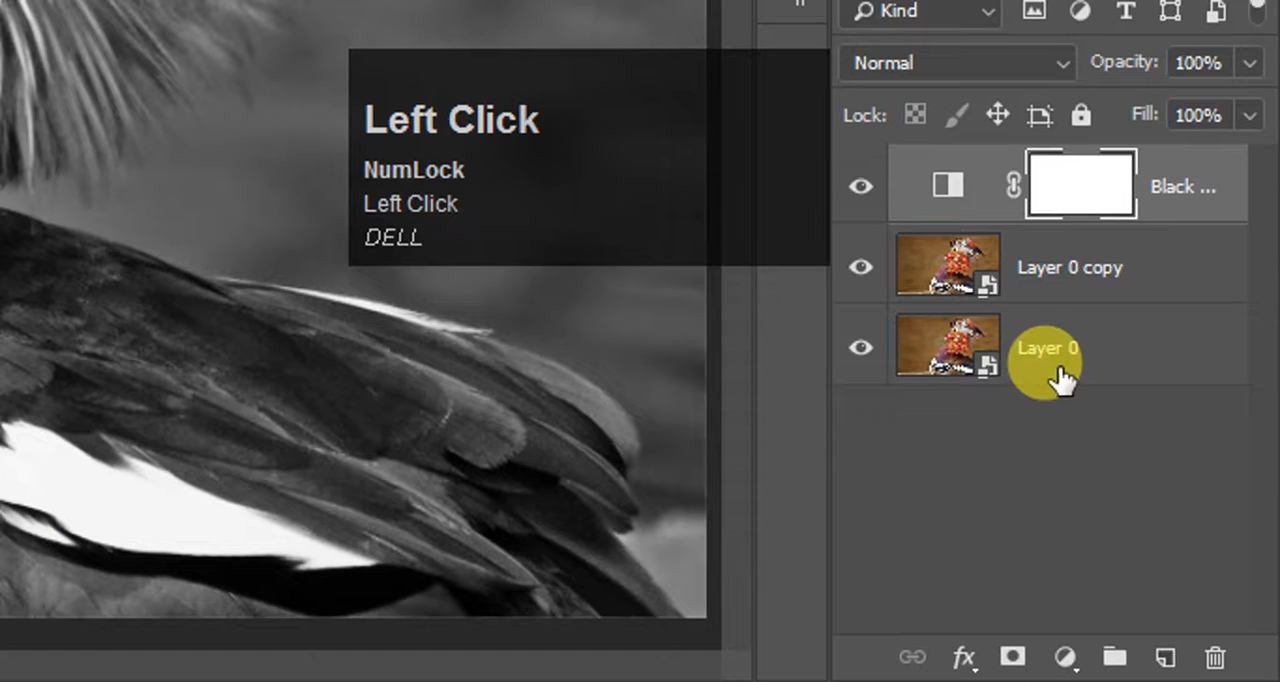 Kind
Normal
Opacity: 100%
Lock:
Fill: 100%
Left Click
NumLock
Left Click
DELL
Black ...
Layer 0 copy
Layer 0
fx